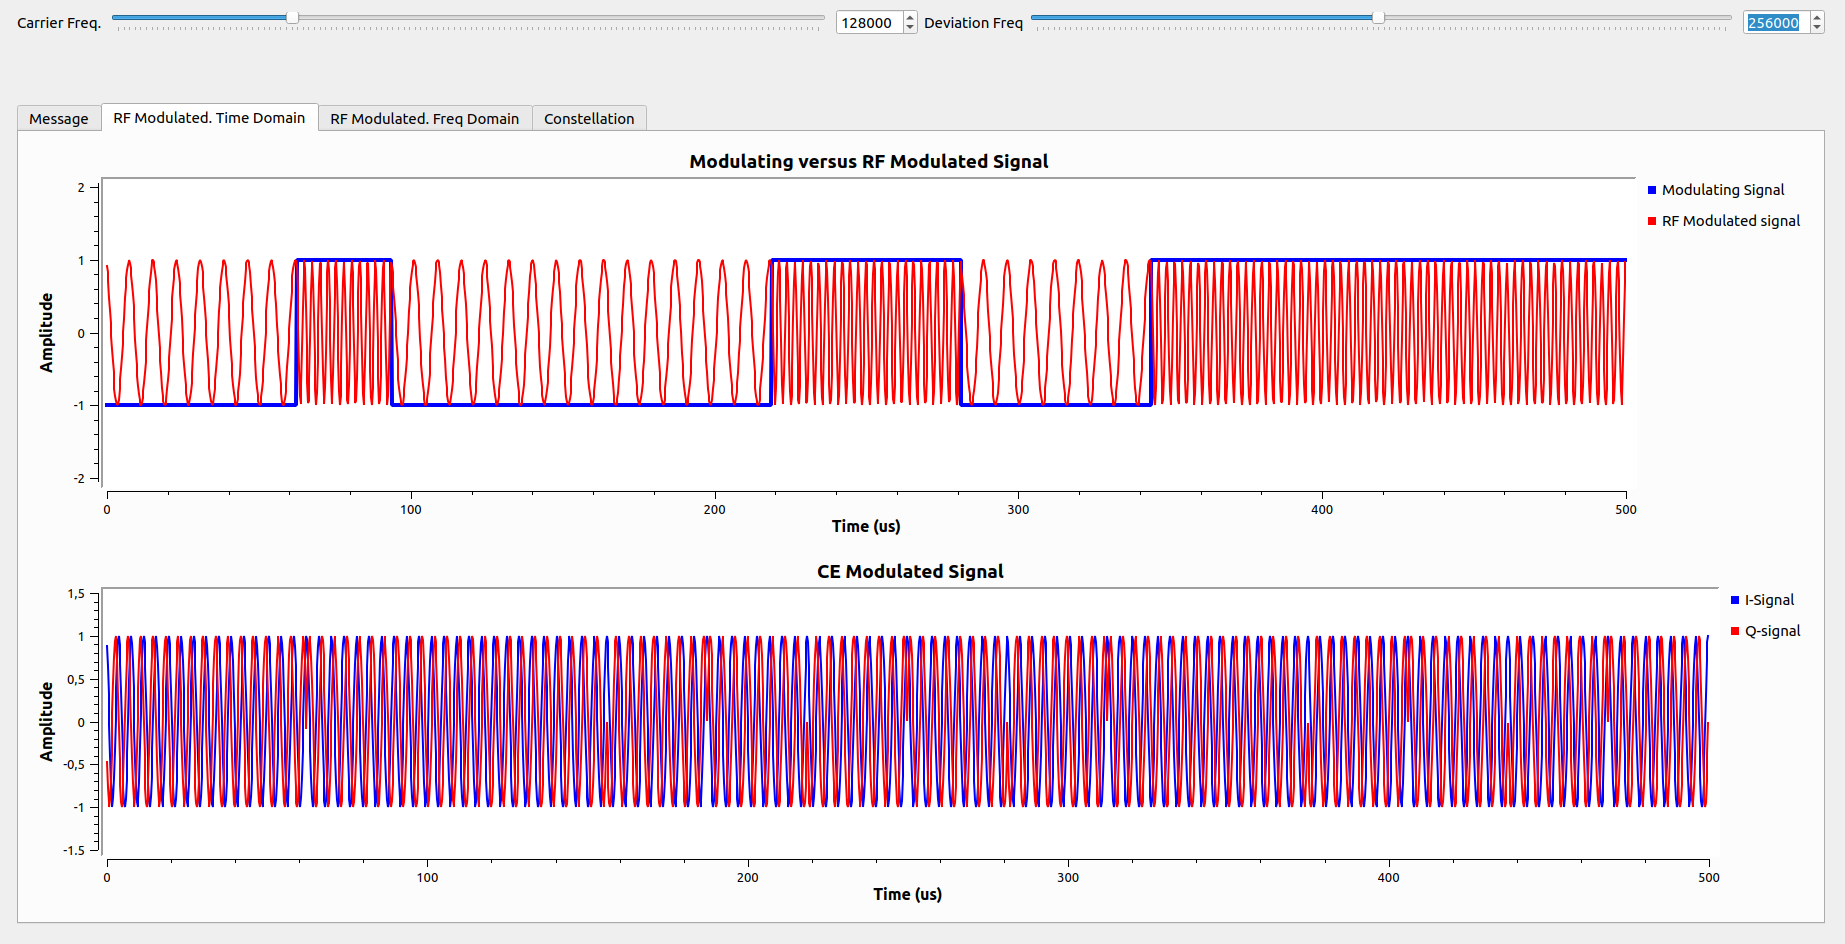 Carrier Freq. 128000 Deviation Freq 256000
Message RF Modulated. Time Domain RF Modulated. Freq Domain Constellation
Modulating versus RF Modulated Signal
2
1
0
-1
-2
Amplitude
0 100 200 300 400 500
Time (us)
Modulating Signal
RF Modulated signal
CE Modulated Signal
1,5
1
0,5
0
-0,5
-1
-1.5
Amplitude
0 100 200 300 400 500
Time (us)
I-Signal
Q-signal